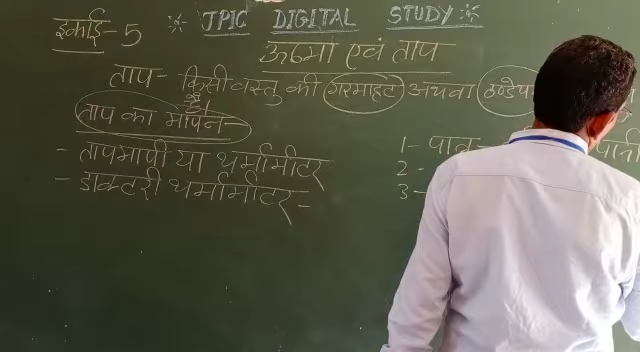 इकाई - 5
JPIC DIGITAL STUDY
ऊष्मा एवं ताप
ताप - किसी वस्तु की गरमाहट अथवा ठण्डेप
ताप का मापन
- तापमापी या थर्मामीटर
- डाक्टरी थर्मामीटर -
1 -
2 -
3 -